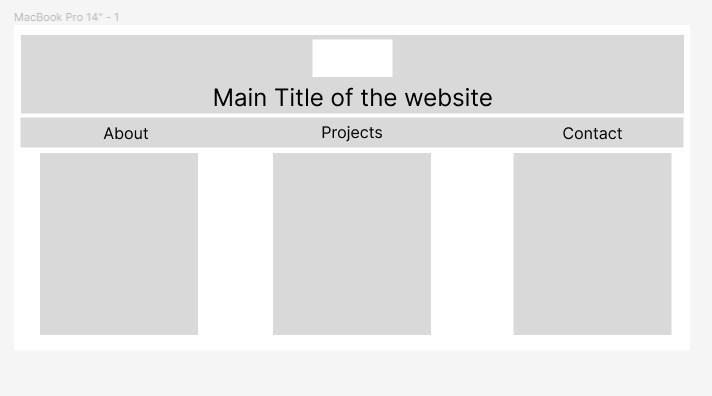 MacBook Pro 14" - 1
Main Title of the website
About
Projects
Contact